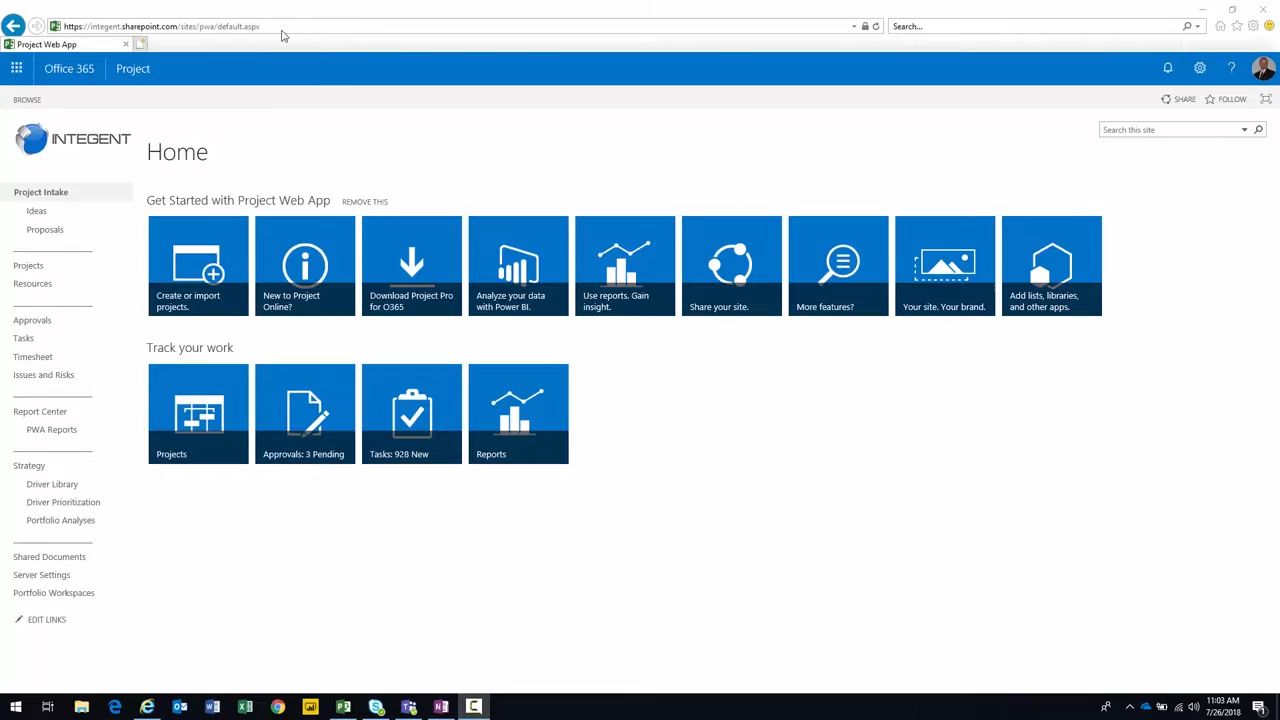 https://integent.sharepoint.com/sites/pwa/default.aspx
Search...
Project Web App
Office 365
Project
?
BROWSE
SHARE
FOLLOW
INTEGENT
Search this site
Home
Project Intake
Ideas
Proposals
Projects
Resources
Approvals
Tasks
Timesheet
Issues and Risks
Report Center
PWA Reports
Strategy
Driver Library
Driver Prioritization
Portfolio Analyses
Shared Documents
Server Settings
Portfolio Workspaces
EDIT LINKS
Get Started with Project Web App
REMOVE THIS
Create or import
projects.
New to Project
Online?
Download Project Pro
for O365
Analyze your data
with Power BI.
Use reports. Gain
insight.
Share your site.
More features?
Your site. Your brand.
Add lists, libraries,
and other apps.
Track your work
Projects
Approvals: 3 Pending
Tasks: 928 New
Reports
11:03 AM
7/26/2018